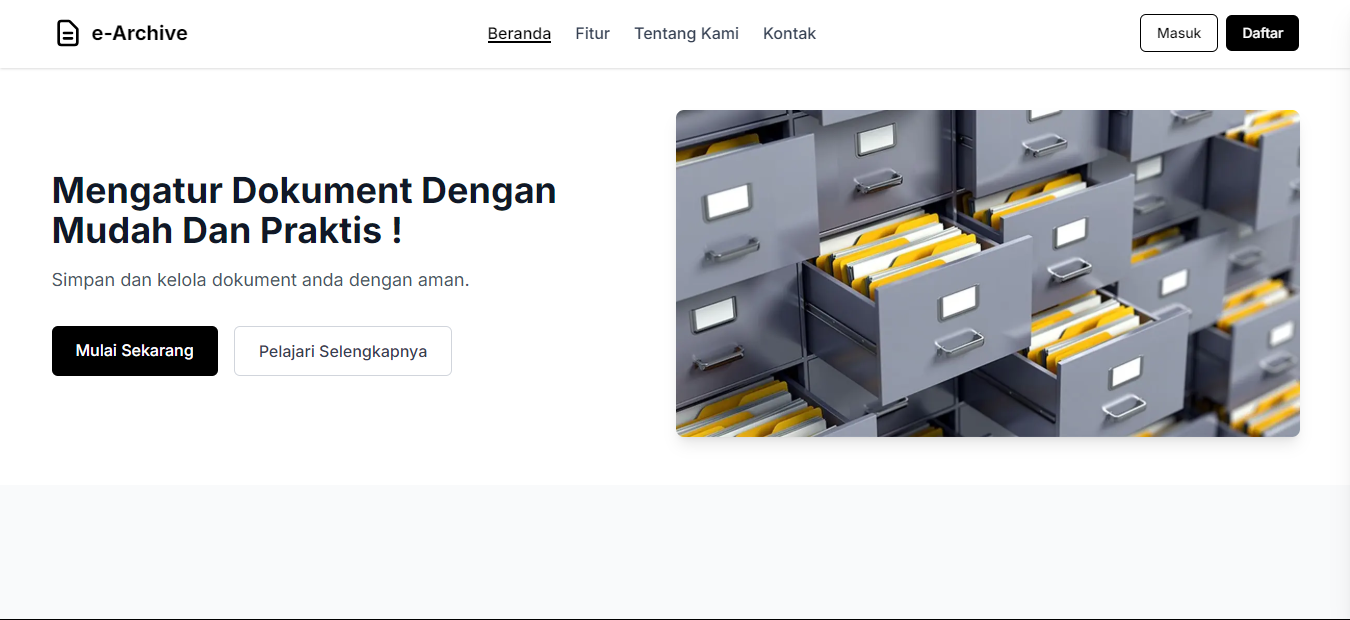 e-Archive
Beranda
Fitur
Tentang Kami
Kontak
Masuk
Daftar
Mengatur Dokument Dengan
Mudah Dan Praktis !
Simpan dan kelola dokument anda dengan aman.
Mulai Sekarang
Pelajari Selengkapnya